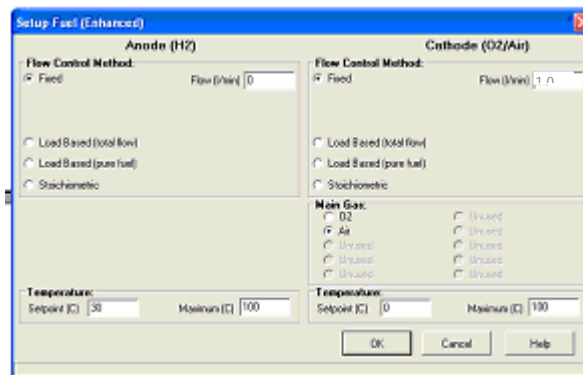 Setup Fuel (Enhanced)
Anode (H2)
Flow Control Method:
Fixed
Flow (l/min) 0
Load Based (total flow)
Load Based (pure fuel)
Stoichiometric
Temperature:
Setpoint (C) 30
Maximum (C) 100
Cathode (O2/Air)
Flow Control Method:
Fixed
Flow (l/min) 1.0
Load Based (total flow)
Load Based (pure fuel)
Stoichiometric
Main Gas:
O2 Unused
Air Unused
Unused Unused
Unused Unused
Unused Unused
Temperature:
Setpoint (C) 0
Maximum (C) 100
OK Cancel Help